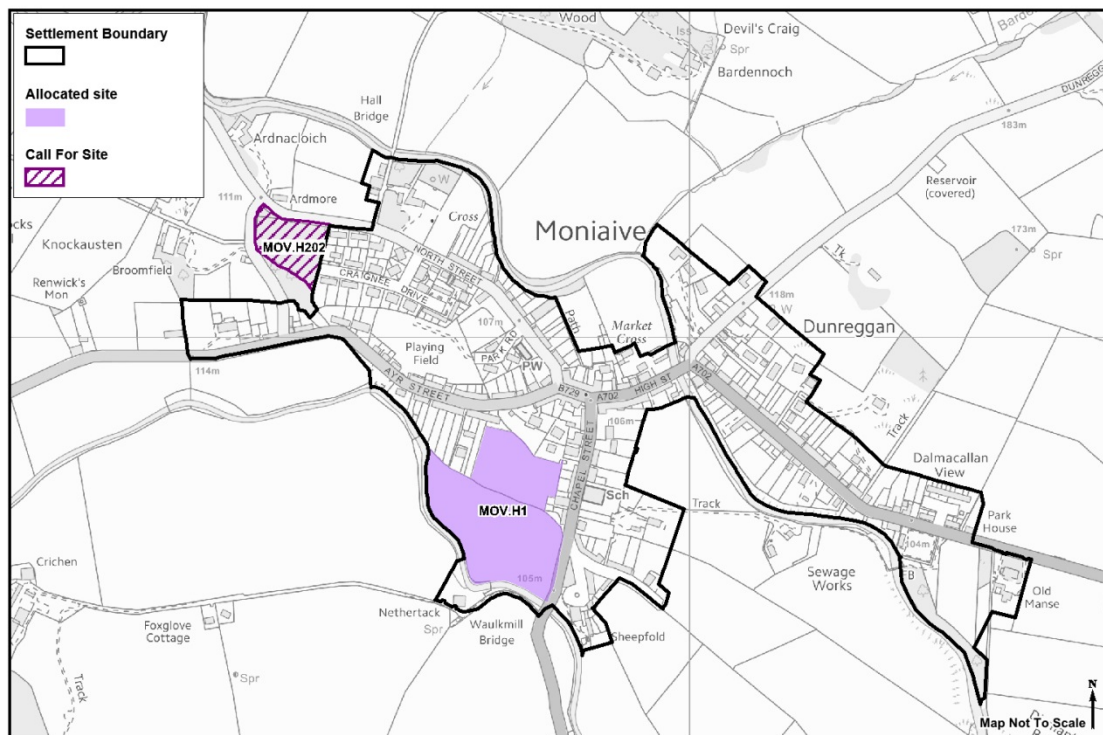 Settlement Boundary
Allocated site
Call For Site
Wood
Iss
Devil's Craig
Spr
Bardennoch
Hall
Bridge
Ardnacloich
DUNREGG
183m
Reservoir
(covered)
111m
Ardmore
W
Cross
Moniaive
173m
Spr
Knockausten
MOV.H202
Broomfield
NORTH STREET
CRAIGNEE DRIVE
Tk
Renwick's
Mon
118m
W
Dunreggan
107m
Path
Market
Cross
Playing
Field
PARK RD
PW
114m
AYR STREET
B729
A702
HIGH ST
A702
106m
CHAPEL STREET
Track
Dalmacallan
View
MOV.H1
Sch
Track
Park
House
104m
Crichen
105m
Sewage
Works
FB
Old
Manse
Nethertack
Foxglove
Cottage
Spr
Waulkmill
Bridge
Sheepfold
Track
Spr
N
Map Not To Scale